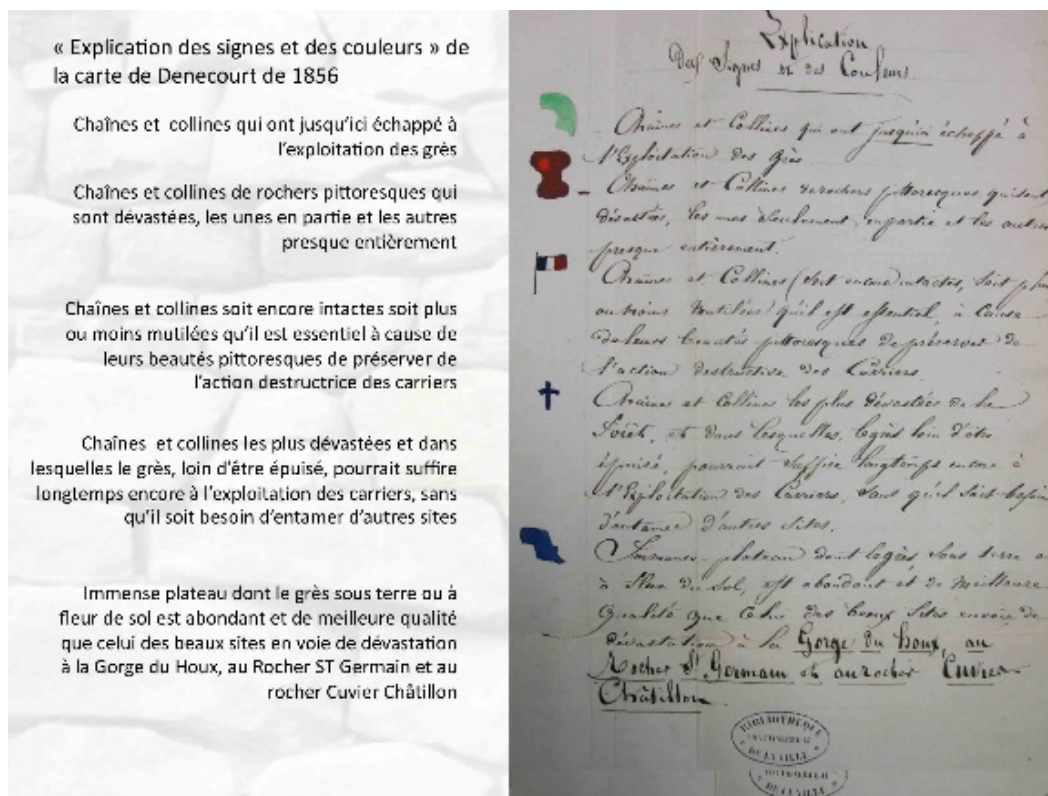 « Explication des signes et des couleurs » de
la carte de Denecourt de 1856
Chaînes et collines qui ont jusqu'ici échappé à
l'exploitation des grès
Chaînes et collines de rochers pittoresques qui
sont dévastées, les unes en partie et les autres
presque entièrement
Chaînes et collines soit encore intactes soit plus
ou moins mutilées qu'il est essentiel à cause de
leurs beautés pittoresques de préserver de
l'action destructrice des carriers
Chaînes et collines les plus dévastées et dans
lesquelles le grès, loin d'être épuisé, pourrait suffire
longtemps encore à l'exploitation des carriers, sans
qu'il soit besoin d'entamer d'autres sites
Immense plateau dont le grès sous terre ou à
fleur de sol est abondant et de meilleure qualité
que celui des beaux sites en voie de dévastation
à la Gorge du Houx, au Rocher ST Germain et au
rocher Cuvier Châtillon
Explication
Des Signes et des Couleurs.
Chaines et Collines qui ont jusqu'ici échappé à
l'Exploitation des Grès
Chaines et Collines de rochers pittoresques qui sont
dévastées, les unes seulement en partie et les autres
presque entièrement.
Chaines et Collines (soit encore intactes, soit plus
ou moins mutilées) qu'il est essentiel, à cause
de leurs beautés pittoresques de préserver de
l'action destructive des Carriers
Chaines et Collines les plus dévastées de la
Forêt, et dans lesquelles, le grès loin d'être
épuisé, pourrait suffire longtemps encore à
l'Exploitation des Carriers, sans qu'il soit besoin
d'entamer d'autres sites.
Immense plateau dont le grès sous terre ou
à fleur du sol, est abondant et de meilleure
qualité que celui des beaux sites en voie de
dévastation à la Gorge du houx, au
Rocher St Germain et au rocher Cuvier
Châtillon
BIBLIOTHEQUE
DE LA VILLE
DE LA VILLE